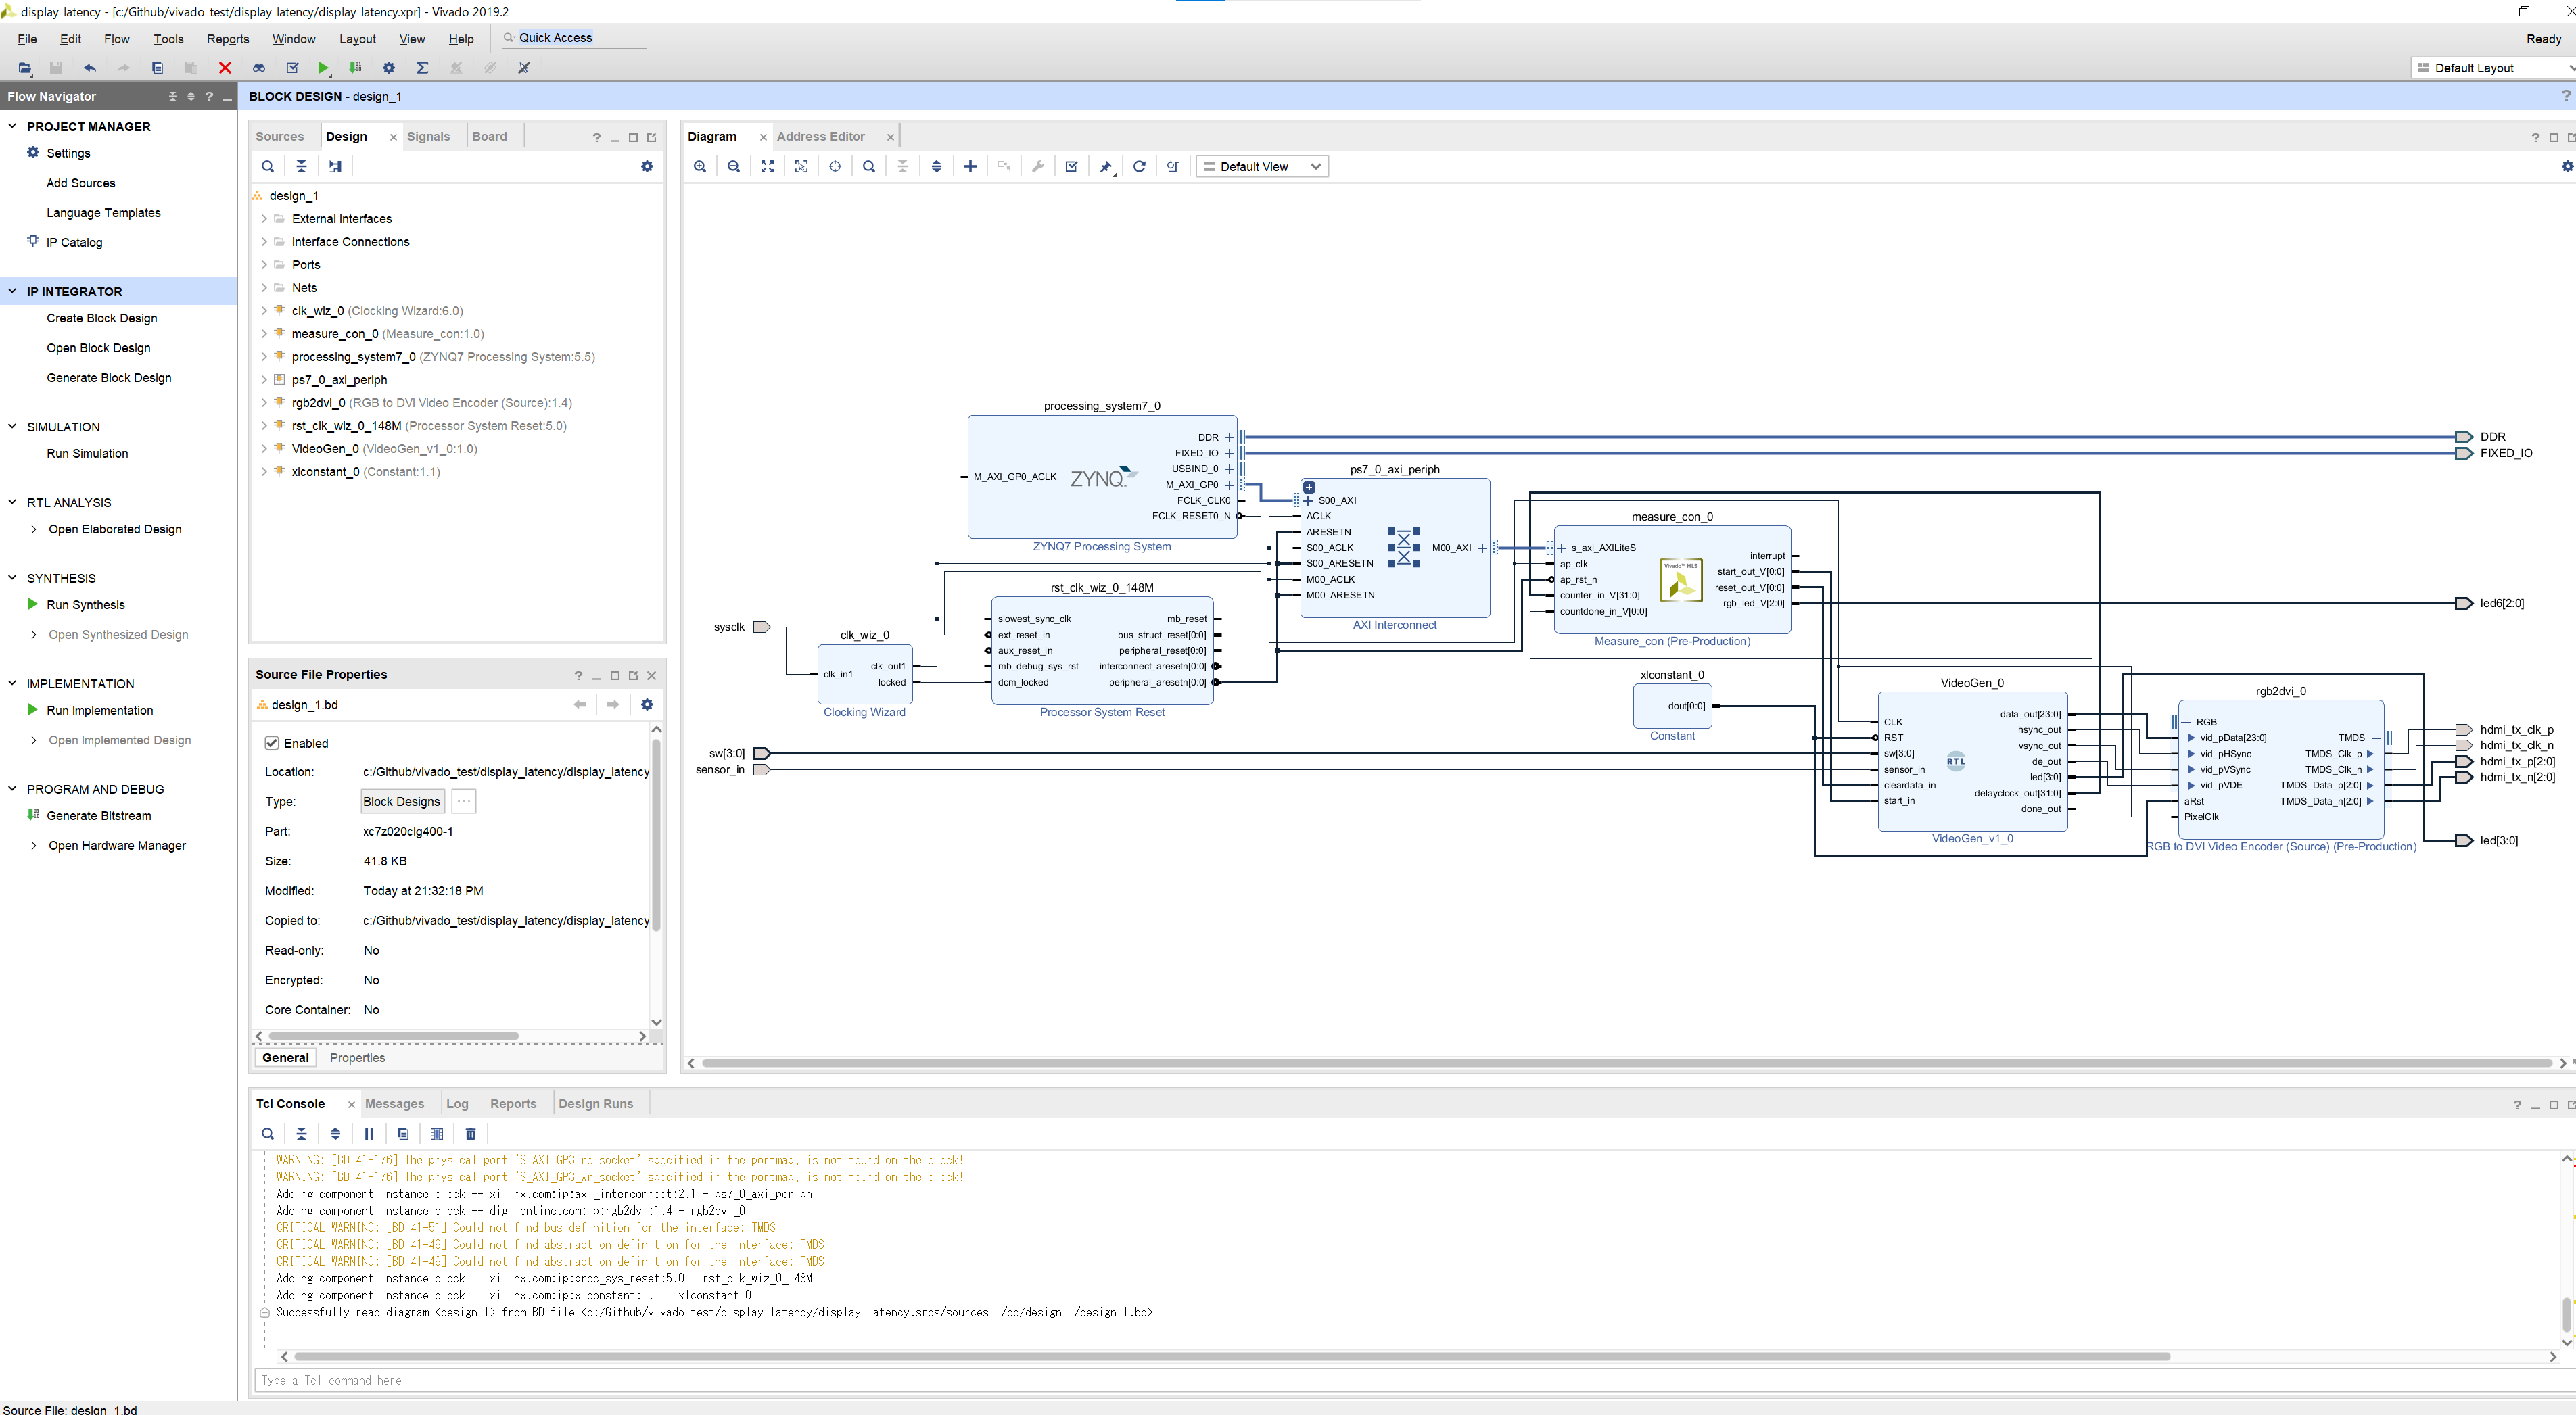 display_latency - [c:/Github/vivado_test/display_latency/display_latency.xpr] - Vivado 2019.2
File Edit Flow Tools Reports Window Layout View Help Quick Access
Ready
Default Layout
Flow Navigator
PROJECT MANAGER
Settings
Add Sources
Language Templates
IP Catalog
IP INTEGRATOR
Create Block Design
Open Block Design
Generate Block Design
SIMULATION
Run Simulation
RTL ANALYSIS
Open Elaborated Design
SYNTHESIS
Run Synthesis
Open Synthesized Design
IMPLEMENTATION
Run Implementation
Open Implemented Design
PROGRAM AND DEBUG
Generate Bitstream
Open Hardware Manager
BLOCK DESIGN - design_1
Sources Design Signals Board
design_1
External Interfaces
Interface Connections
Ports
Nets
clk_wiz_0 (Clocking Wizard:6.0)
measure_con_0 (Measure_con:1.0)
processing_system7_0 (ZYNQ7 Processing System:5.5)
ps7_0_axi_periph
rgb2dvi_0 (RGB to DVI Video Encoder (Source):1.4)
rst_clk_wiz_0_148M (Processor System Reset:5.0)
VideoGen_0 (VideoGen_v1_0:1.0)
xlconstant_0 (Constant:1.1)
Source File Properties
design_1.bd
Enabled
Location: c:/Github/vivado_test/display_latency/display_latency
Type: Block Designs ...
Part: xc7z020clg400-1
Size: 41.8 KB
Modified: Today at 21:32:18 PM
Copied to: c:/Github/vivado_test/display_latency/display_latency
Read-only: No
Encrypted: No
Core Container: No
General Properties
Diagram Address Editor
Default View
processing_system7_0
M_AXI_GP0_ACLK
ZYNQ
DDR
FIXED_IO
USBIND_0
M_AXI_GP0
FCLK_CLK0
FCLK_RESET0_N
ZYNQ7 Processing System
ps7_0_axi_periph
S00_AXI
ACLK
ARESETN
S00_ACLK
S00_ARESETN
M00_ACLK
M00_ARESETN
M00_AXI
AXI Interconnect
measure_con_0
s_axi_AXILiteS
ap_clk
ap_rst_n
counter_in_V[31:0]
countdone_in_V[0:0]
Vivado™ HLS
interrupt
start_out_V[0:0]
reset_out_V[0:0]
rgb_led_V[2:0]
Measure_con (Pre-Production)
rst_clk_wiz_0_148M
slowest_sync_clk
ext_reset_in
aux_reset_in
mb_debug_sys_rst
dcm_locked
mb_reset
bus_struct_reset[0:0]
peripheral_reset[0:0]
interconnect_aresetn[0:0]
peripheral_aresetn[0:0]
Processor System Reset
sysclk
clk_wiz_0
clk_in1
clk_out1
locked
Clocking Wizard
sw[3:0]
sensor_in
xlconstant_0
dout[0:0]
Constant
VideoGen_0
CLK
RST
sw[3:0]
sensor_in
cleardata_in
start_in
RTL
data_out[23:0]
hsync_out
vsync_out
de_out
led[3:0]
delayclock_out[31:0]
done_out
VideoGen_v1_0
rgb2dvi_0
RGB
vid_pData[23:0]
vid_pHSync
vid_pVSync
vid_pVDE
aRst
PixelClk
TMDS
TMDS_Clk_p
TMDS_Clk_n
TMDS_Data_p[2:0]
TMDS_Data_n[2:0]
RGB to DVI Video Encoder (Source) (Pre-Production)
DDR
FIXED_IO
led6[2:0]
hdmi_tx_clk_p
hdmi_tx_clk_n
hdmi_tx_p[2:0]
hdmi_tx_n[2:0]
led[3:0]
Tcl Console Messages Log Reports Design Runs
WARNING: [BD 41-176] The physical port 'S_AXI_GP3_rd_socket' specified in the portmap, is not found on the block!
WARNING: [BD 41-176] The physical port 'S_AXI_GP3_wr_socket' specified in the portmap, is not found on the block!
Adding component instance block -- xilinx.com:ip:axi_interconnect:2.1 - ps7_0_axi_periph
Adding component instance block -- digilentinc.com:ip:rgb2dvi:1.4 - rgb2dvi_0
CRITICAL WARNING: [BD 41-51] Could not find bus definition for the interface: TMDS
CRITICAL WARNING: [BD 41-49] Could not find abstraction definition for the interface: TMDS
CRITICAL WARNING: [BD 41-49] Could not find abstraction definition for the interface: TMDS
Adding component instance block -- xilinx.com:ip:proc_sys_reset:5.0 - rst_clk_wiz_0_148M
Adding component instance block -- xilinx.com:ip:xlconstant:1.1 - xlconstant_0
Successfully read diagram <design_1> from BD file <c:/Github/vivado_test/display_latency/display_latency.srcs/sources_1/bd/design_1/design_1.bd>
Type a Tcl command here
Source File: design_1.bd